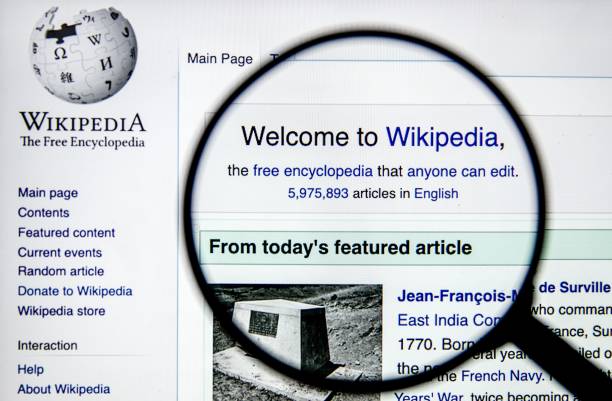 Ω W
維 И
WIKIPEDIA
The Free Encyclopedia
Main page
Contents
Featured content
Current events
Random article
Donate to Wikipedia
Wikipedia store
Interaction
Help
About Wikipedia
Main Page
Welcome to Wikipedia,
the free encyclopedia that anyone can edit.
5,975,893 articles in English
From today's featured article
Jean-François- de Surville
East India who
1770.
the French Navy.
Years' War, twice becoming